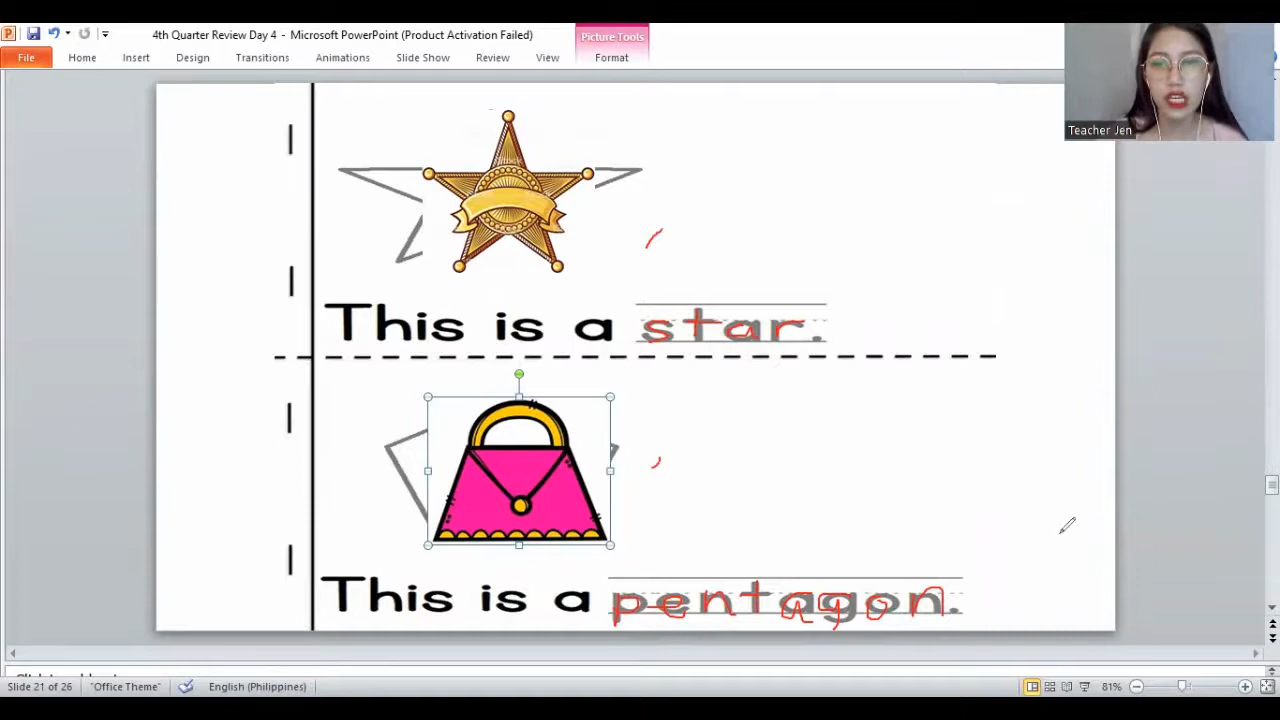 4th Quarter Review Day 4 - Microsoft PowerPoint (Product Activation Failed)
Picture Tools
File Home Insert Design Transitions Animations Slide Show Review View Format
Teacher Jen
This is a star.
This is a pentagon.
Slide 21 of 26 "Office Theme" English (Philippines) 81%